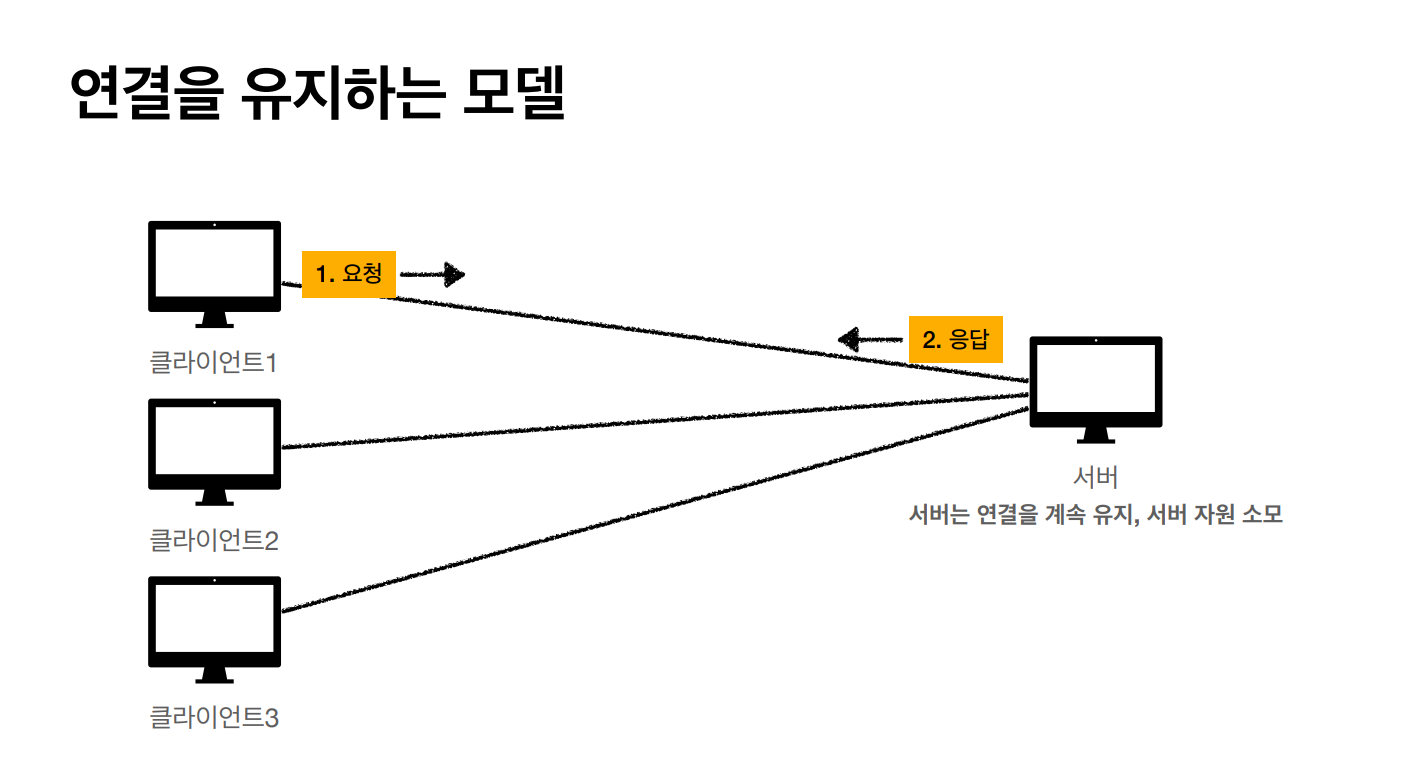 연결을 유지하는 모델
1. 요청
클라이언트1
2. 응답
클라이언트2
서버
서버는 연결을 계속 유지, 서버 자원 소모
클라이언트3